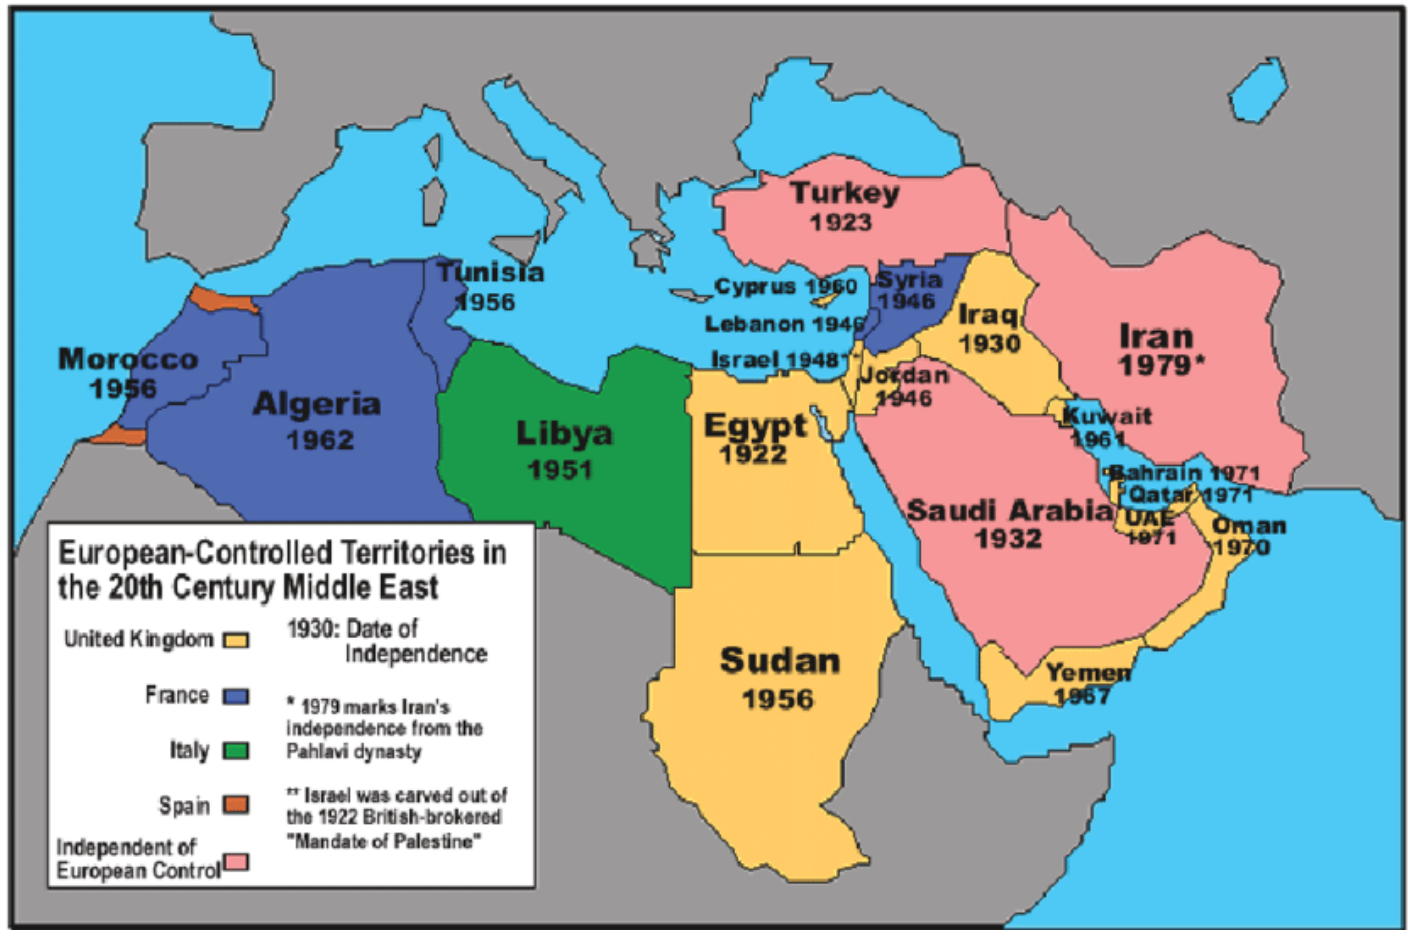 Turkey
1923
Tunisia
1956
Cyprus 1960
Syria
1946
Lebanon 1946
Iraq
1930
Iran
1979*
Israel 1948**
Morocco
1956
Jordan
1946
Algeria
1962
Libya
1951
Egypt
1922
Kuwait
1961
Bahrain 1971
Qatar 1971
Saudi Arabia
1932
UAE
1971
Oman
1970
Sudan
1956
Yemen
1967
European-Controlled Territories in
the 20th Century Middle East
United Kingdom
France
Italy
Spain
Independent of
European Control
1930: Date of
Independence
* 1979 marks Iran's
independence from the
Pahlavi dynasty
** Israel was carved out of
the 1922 British-brokered
"Mandate of Palestine"